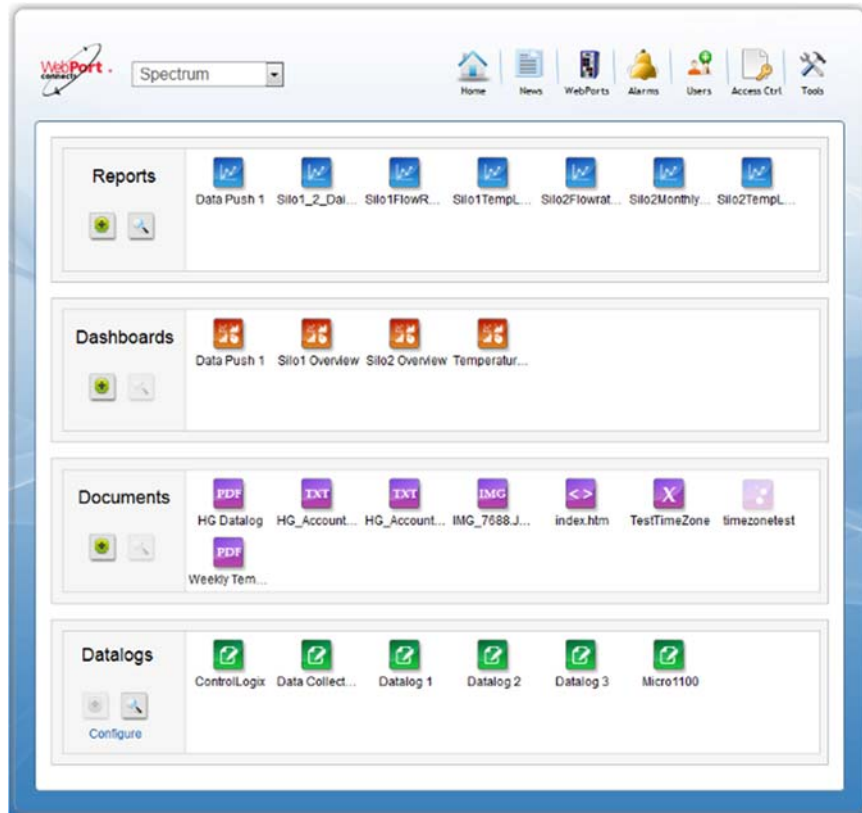 WebPort
connects
Spectrum
Home News WebPorts Alarms Users Access Ctrl Tools
Reports
Data Push 1 Silo1_2_Dai... Silo1FlowR... Silo1TempL... Silo2Flowrat... Silo2Monthly... Silo2TempL...
Dashboards
Data Push 1 Silo1 Overview Silo2 Overview Temperatur...
Documents
PDF TXT TXT IMG <> X
HG Datalog HG_Account... HG_Account... IMG_7688.J... index.htm TestTimeZone timezonetest
PDF
Weekly Tem...
Datalogs
ControlLogix Data Collect... Datalog 1 Datalog 2 Datalog 3 Micro1100
Configure